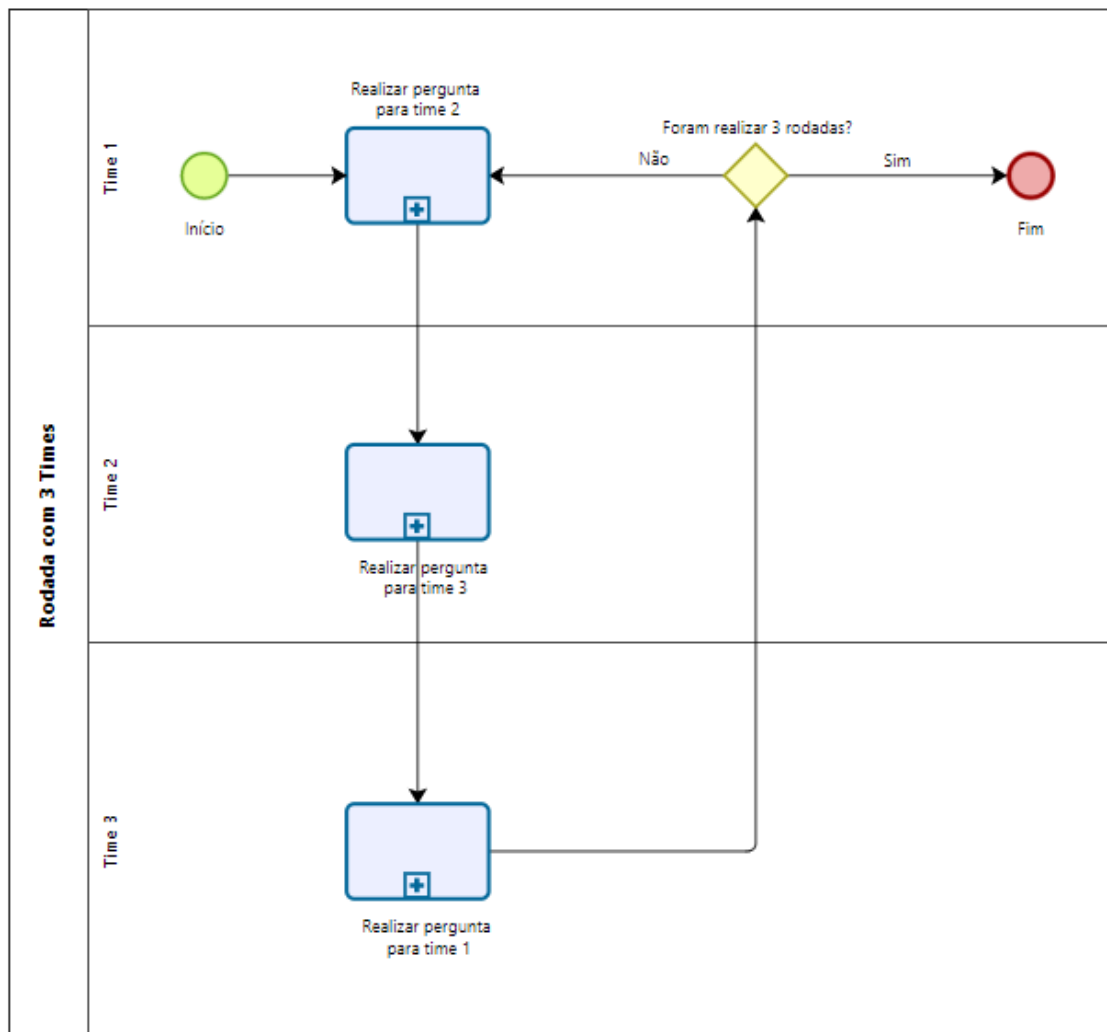 Rodada com 3 Times
Time 1
Realizar pergunta
para time 2
Foram realizar 3 rodadas?
Não
Sim
Início
Fim
Time 2
Realizar pergunta
para time 3
Time 3
Realizar pergunta
para time 1